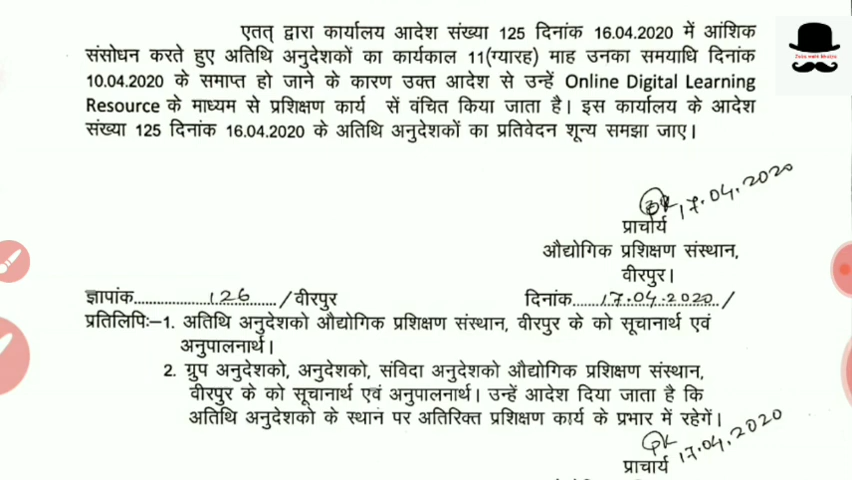 एतत् द्वारा कार्यालय आदेश संख्या 125 दिनांक 16.04.2020 में आंशिक
संसोधन करते हुए अतिथि अनुदेशकों का कार्यकाल 11(ग्यारह) माह उनका समयाधि दिनांक
10.04.2020 के समाप्त हो जाने के कारण उक्त आदेश से उन्हें Online Digital Learning
Resource के माध्यम से प्रशिक्षण कार्य सें वंचित किया जाता है। इस कार्यालय के आदेश
संख्या 125 दिनांक 16.04.2020 के अतिथि अनुदेशकों का प्रतिवेदन शून्य समझा जाए।
17.04.2020
प्राचार्य
औद्योगिक प्रशिक्षण संस्थान,
वीरपुर।
ज्ञापांक......126....../वीरपुर दिनांक......17.04.2020....../
प्रतिलिपिः–1. अतिथि अनुदेशको औद्योगिक प्रशिक्षण संस्थान, वीरपुर के को सूचानार्थ एवं
अनुपालनार्थ।
2. ग्रुप अनुदेशको, अनुदेशको, संविदा अनुदेशको औद्योगिक प्रशिक्षण संस्थान,
वीरपुर के को सूचानार्थ एवं अनुपालनार्थ। उन्हें आदेश दिया जाता है कि
अतिथि अनुदेशको के स्थान पर अतिरिक्त प्रशिक्षण कार्य के प्रभार में रहेगें।
17.04.2020
प्राचार्य